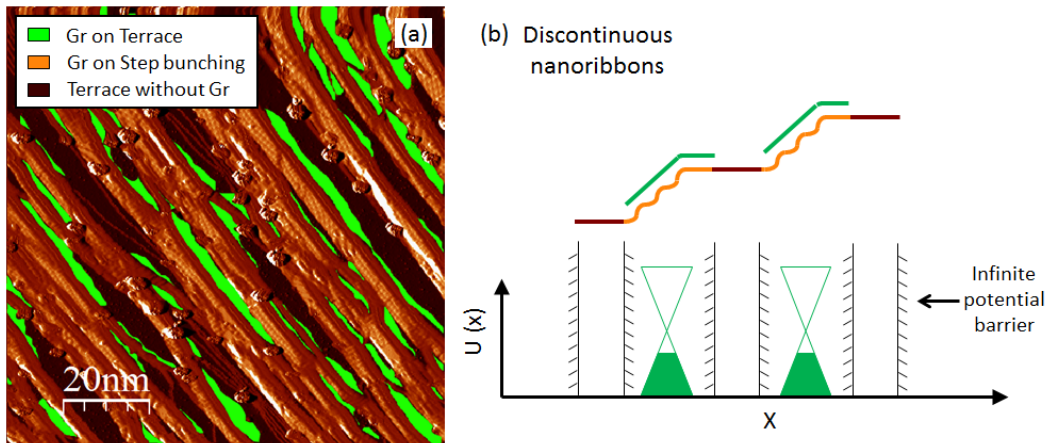 Gr on Terrace
Gr on Step bunching
Terrace without Gr
(a)
20nm
(b) Discontinuous
nanoribbons
Infinite
potential
barrier
U (x)
X